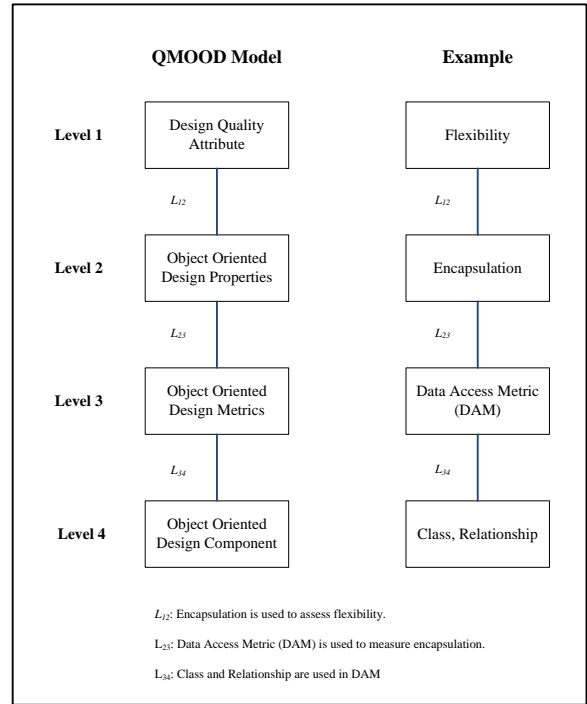 QMOOD Model Example
Level 1
Design Quality
Attribute
Flexibility
L12 L12
Level 2
Object Oriented
Design Properties
Encapsulation
L23 L23
Level 3
Object Oriented
Design Metrics
Data Access Metric
(DAM)
L34 L34
Level 4
Object Oriented
Design Component
Class, Relationship
L12: Encapsulation is used to assess flexibility.
L23: Data Access Metric (DAM) is used to measure encapsulation.
L34: Class and Relationship are used in DAM